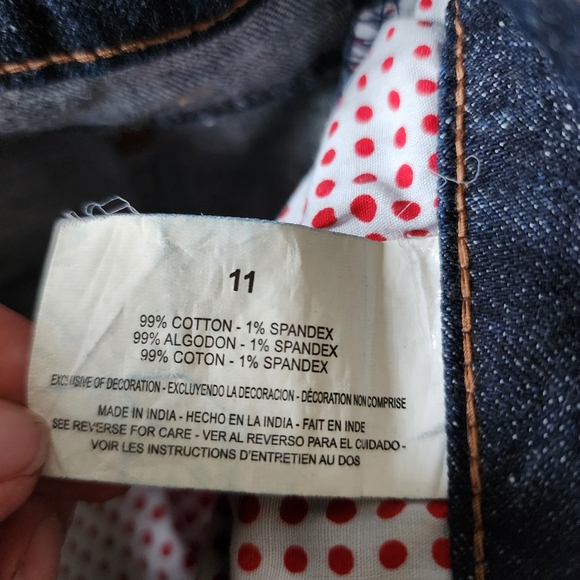 11
99% COTTON - 1% SPANDEX
99% ALGODON - 1% SPANDEX
99% COTON - 1% SPANDEX
EXCLUSIVE OF DECORATION - EXCLUYENDO LA DECORACION - DÉCORATION NON COMPRISE
MADE IN INDIA - HECHO EN LA INDIA - FAIT EN INDE
SEE REVERSE FOR CARE - VER AL REVERSO PARA EL CUIDADO -
VOIR LES INSTRUCTIONS D'ENTRETIEN AU DOS